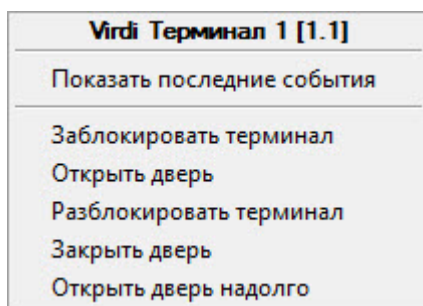 Virdi Терминал 1 [1.1]
Показать последние события
Заблокировать терминал
Открыть дверь
Разблокировать терминал
Закрыть дверь
Открыть дверь надолго